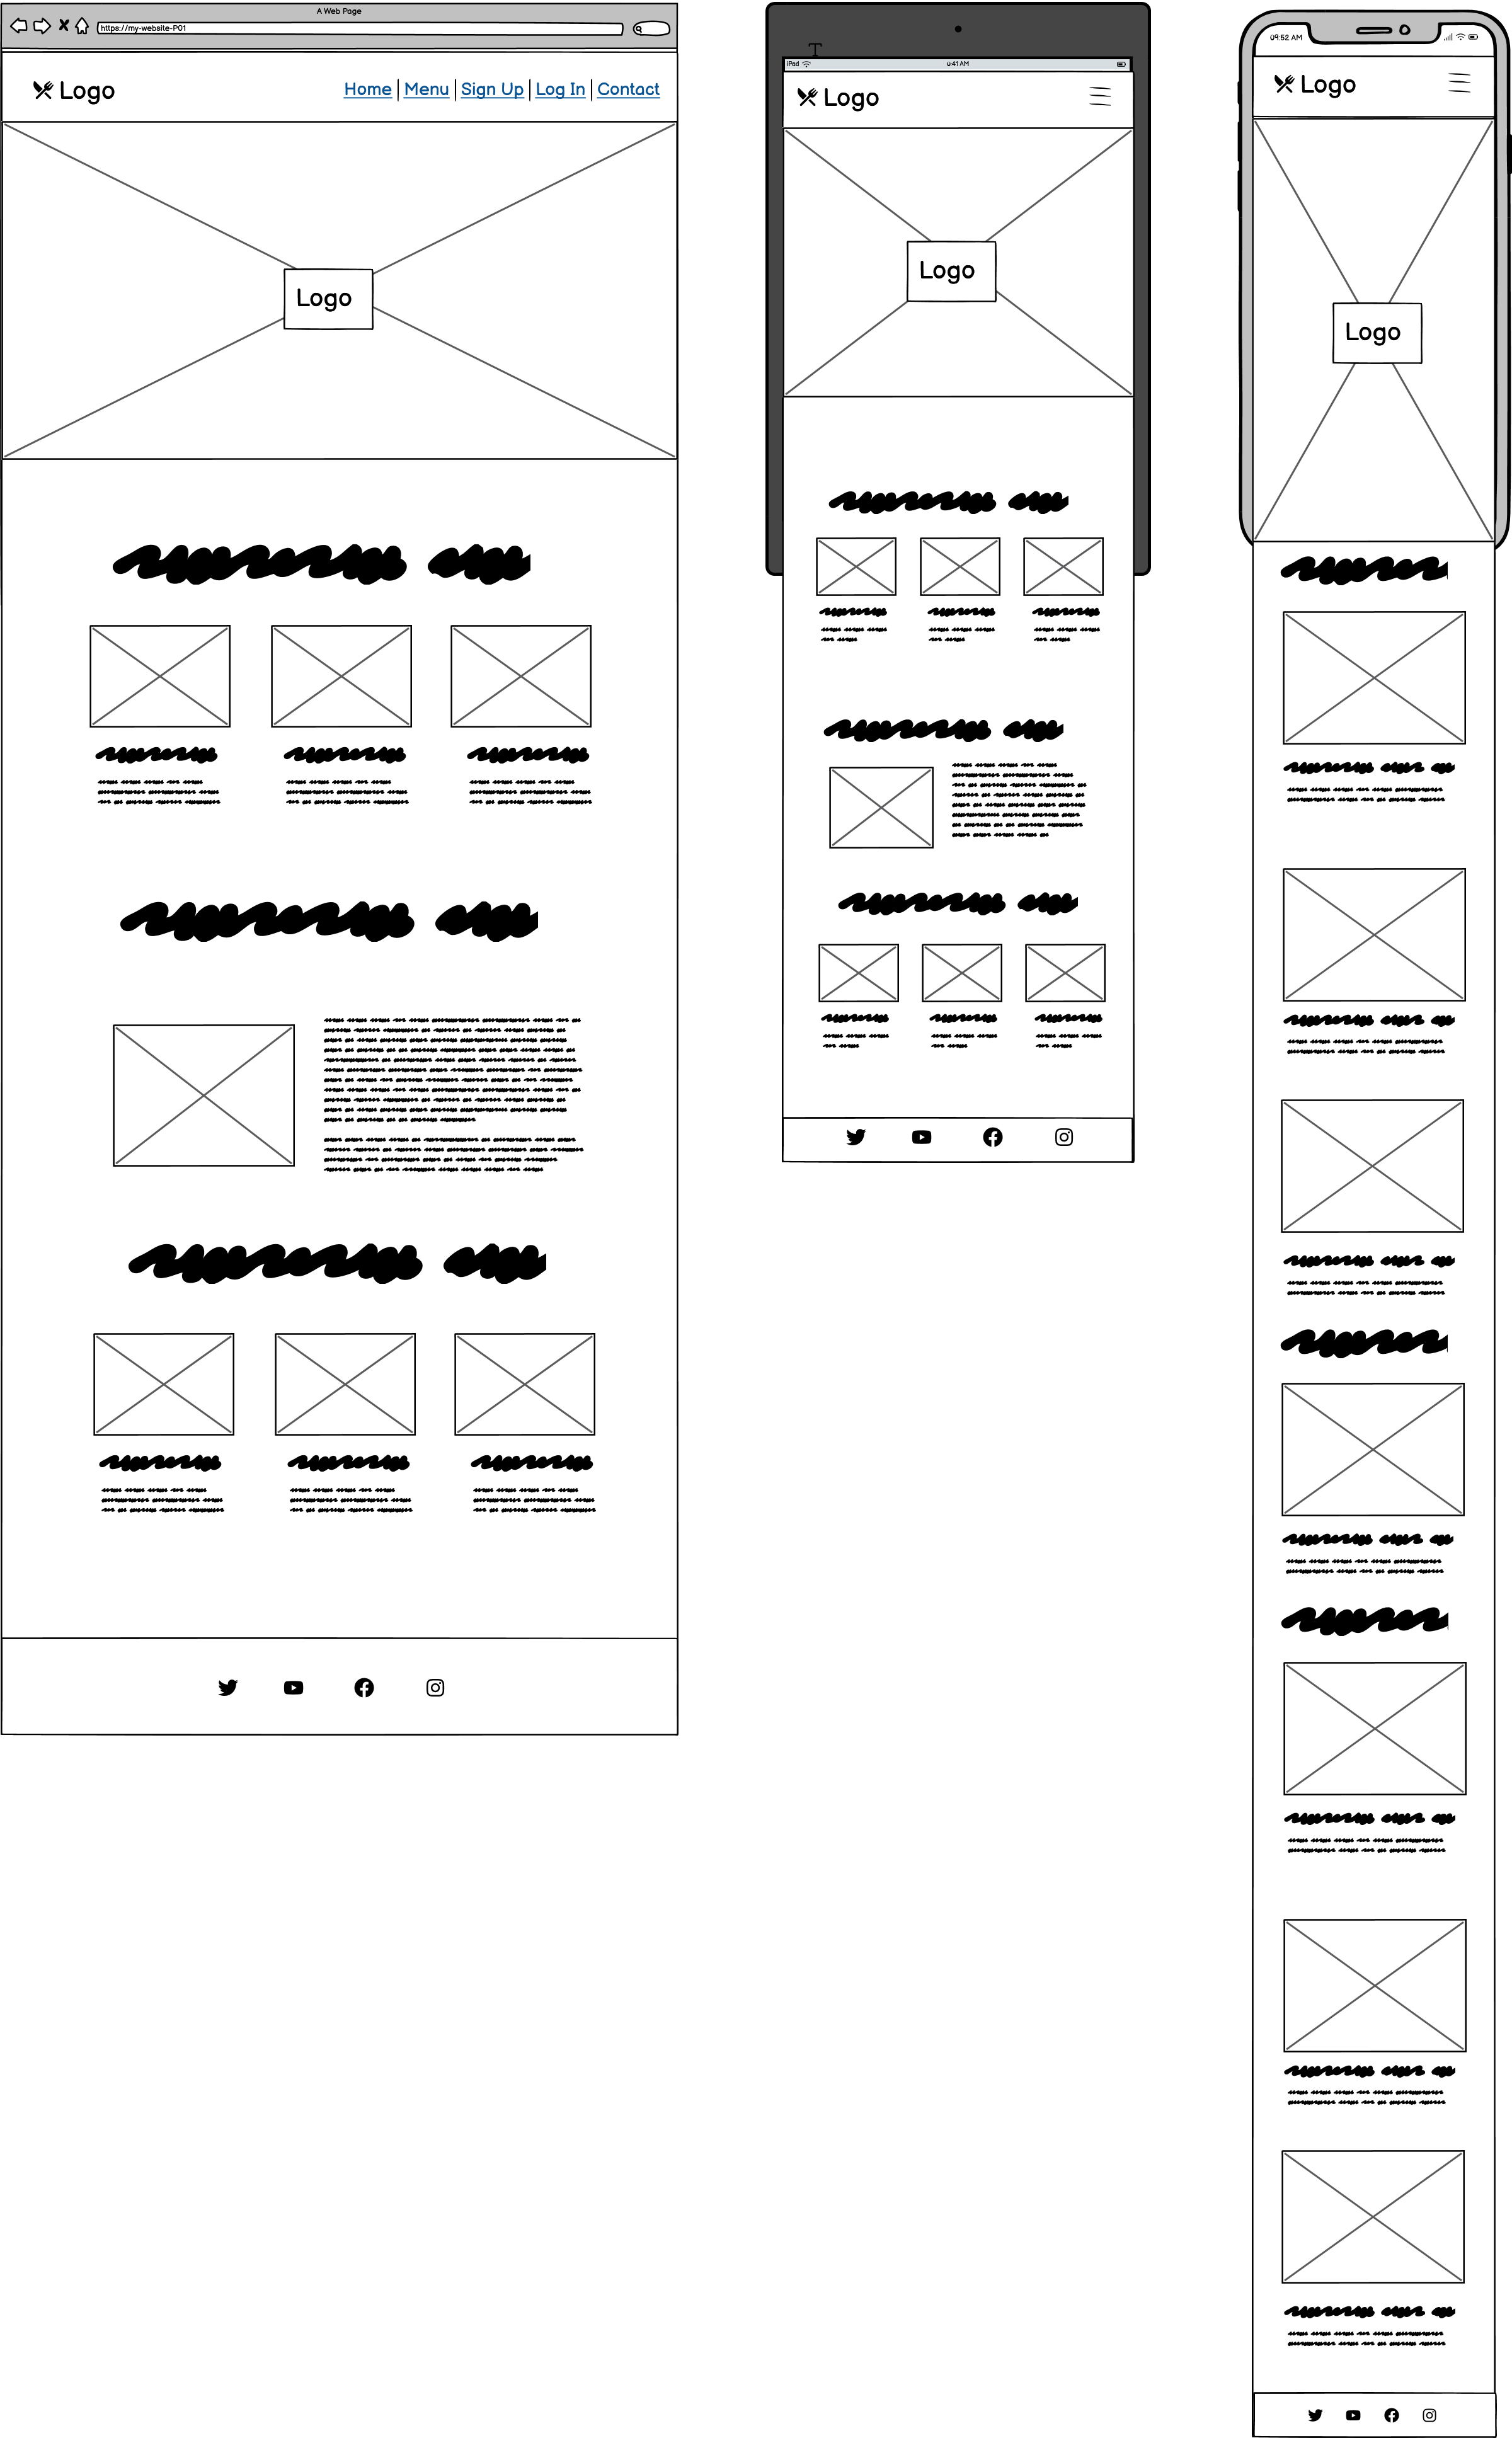 A Web Page
https://my-website-P01
Logo
Home | Menu | Sign Up | Log In | Contact
Logo
iPad
9:41 AM
Logo
Logo
09:52 AM
Logo
Logo